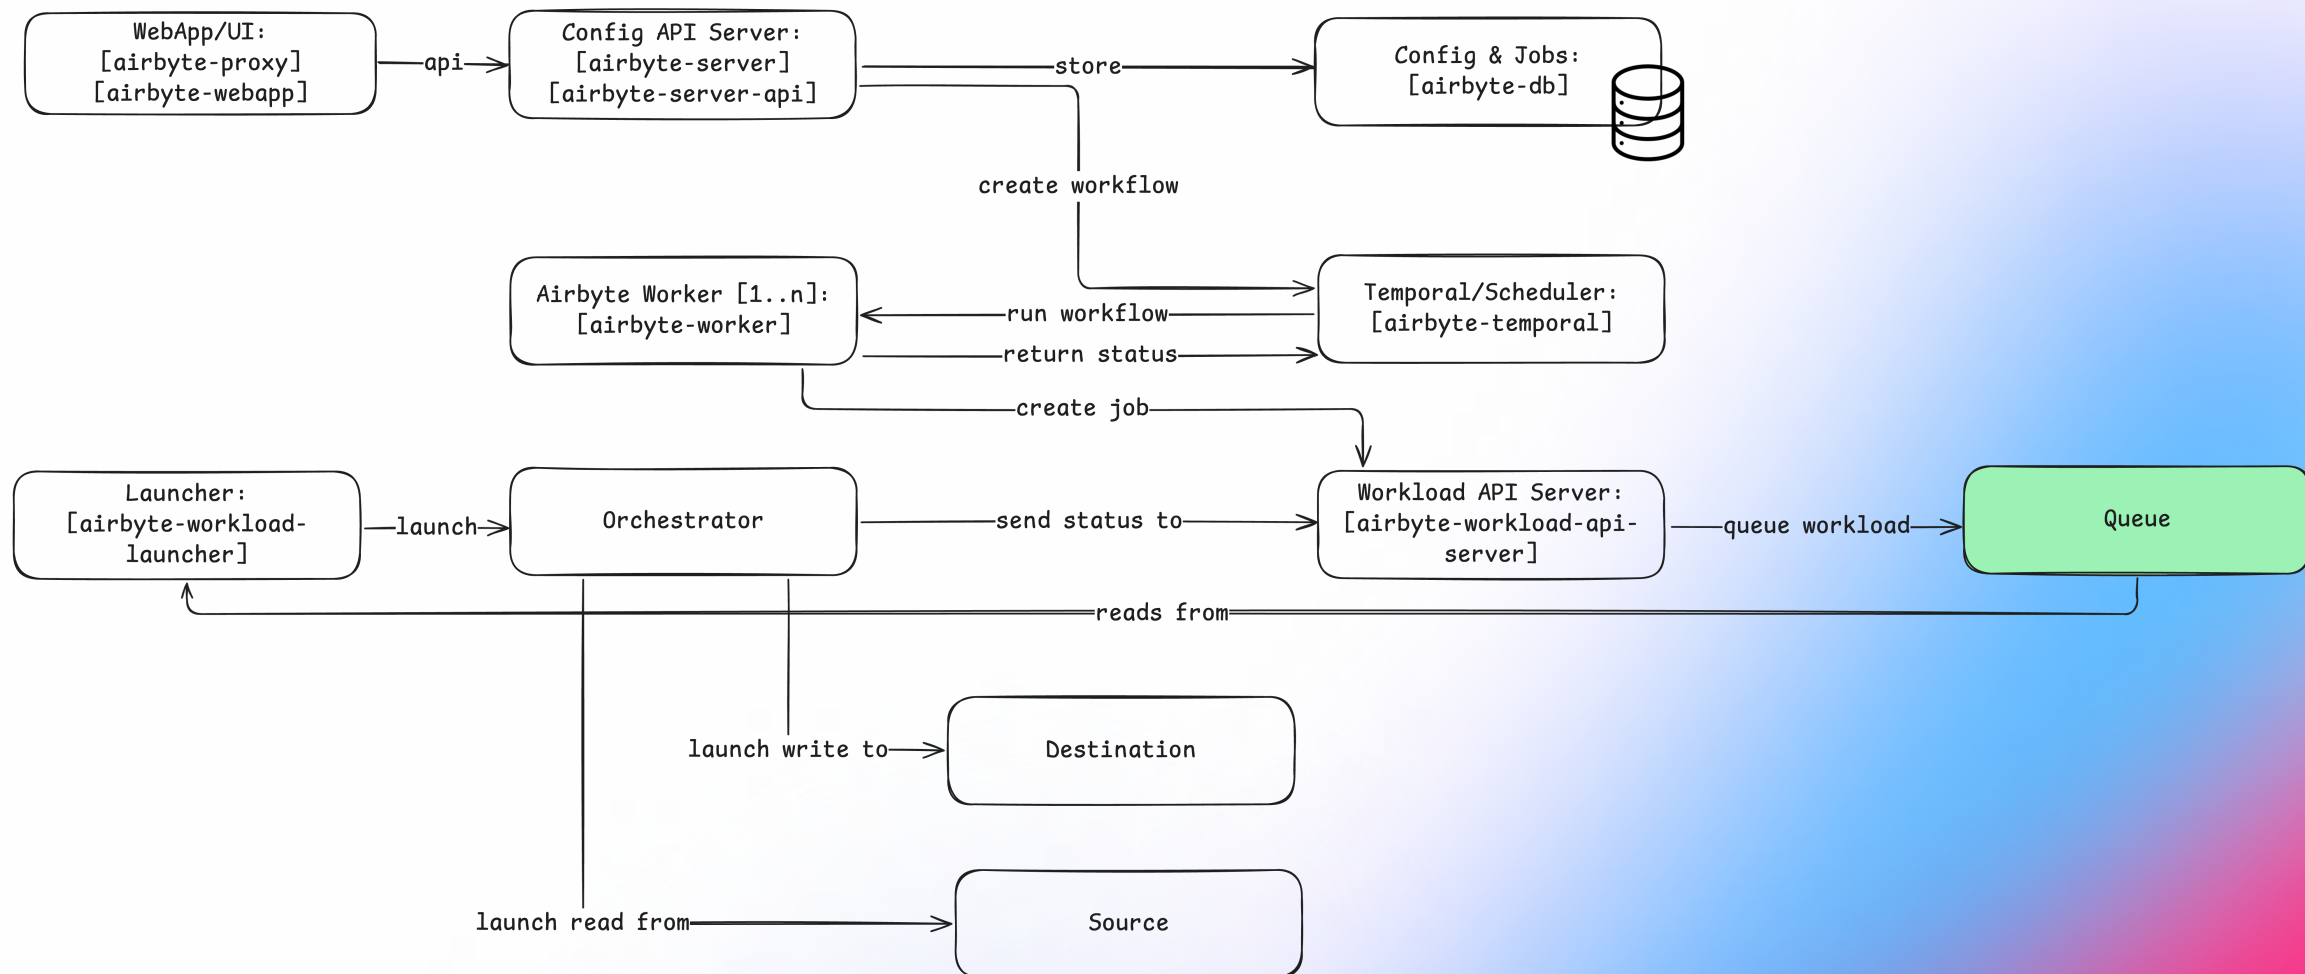 WebApp/UI:
[airbyte-proxy]
[airbyte-webapp]
api
Config API Server:
[airbyte-server]
[airbyte-server-api]
store
Config & Jobs:
[airbyte-db]
create workflow
Airbyte Worker [1..n]:
[airbyte-worker]
run workflow
return status
Temporal/Scheduler:
[airbyte-temporal]
create job
Launcher:
[airbyte-workload-
launcher]
launch
Orchestrator
send status to
Workload API Server:
[airbyte-workload-api-
server]
queue workload
Queue
reads from
launch write to
Destination
launch read from
Source